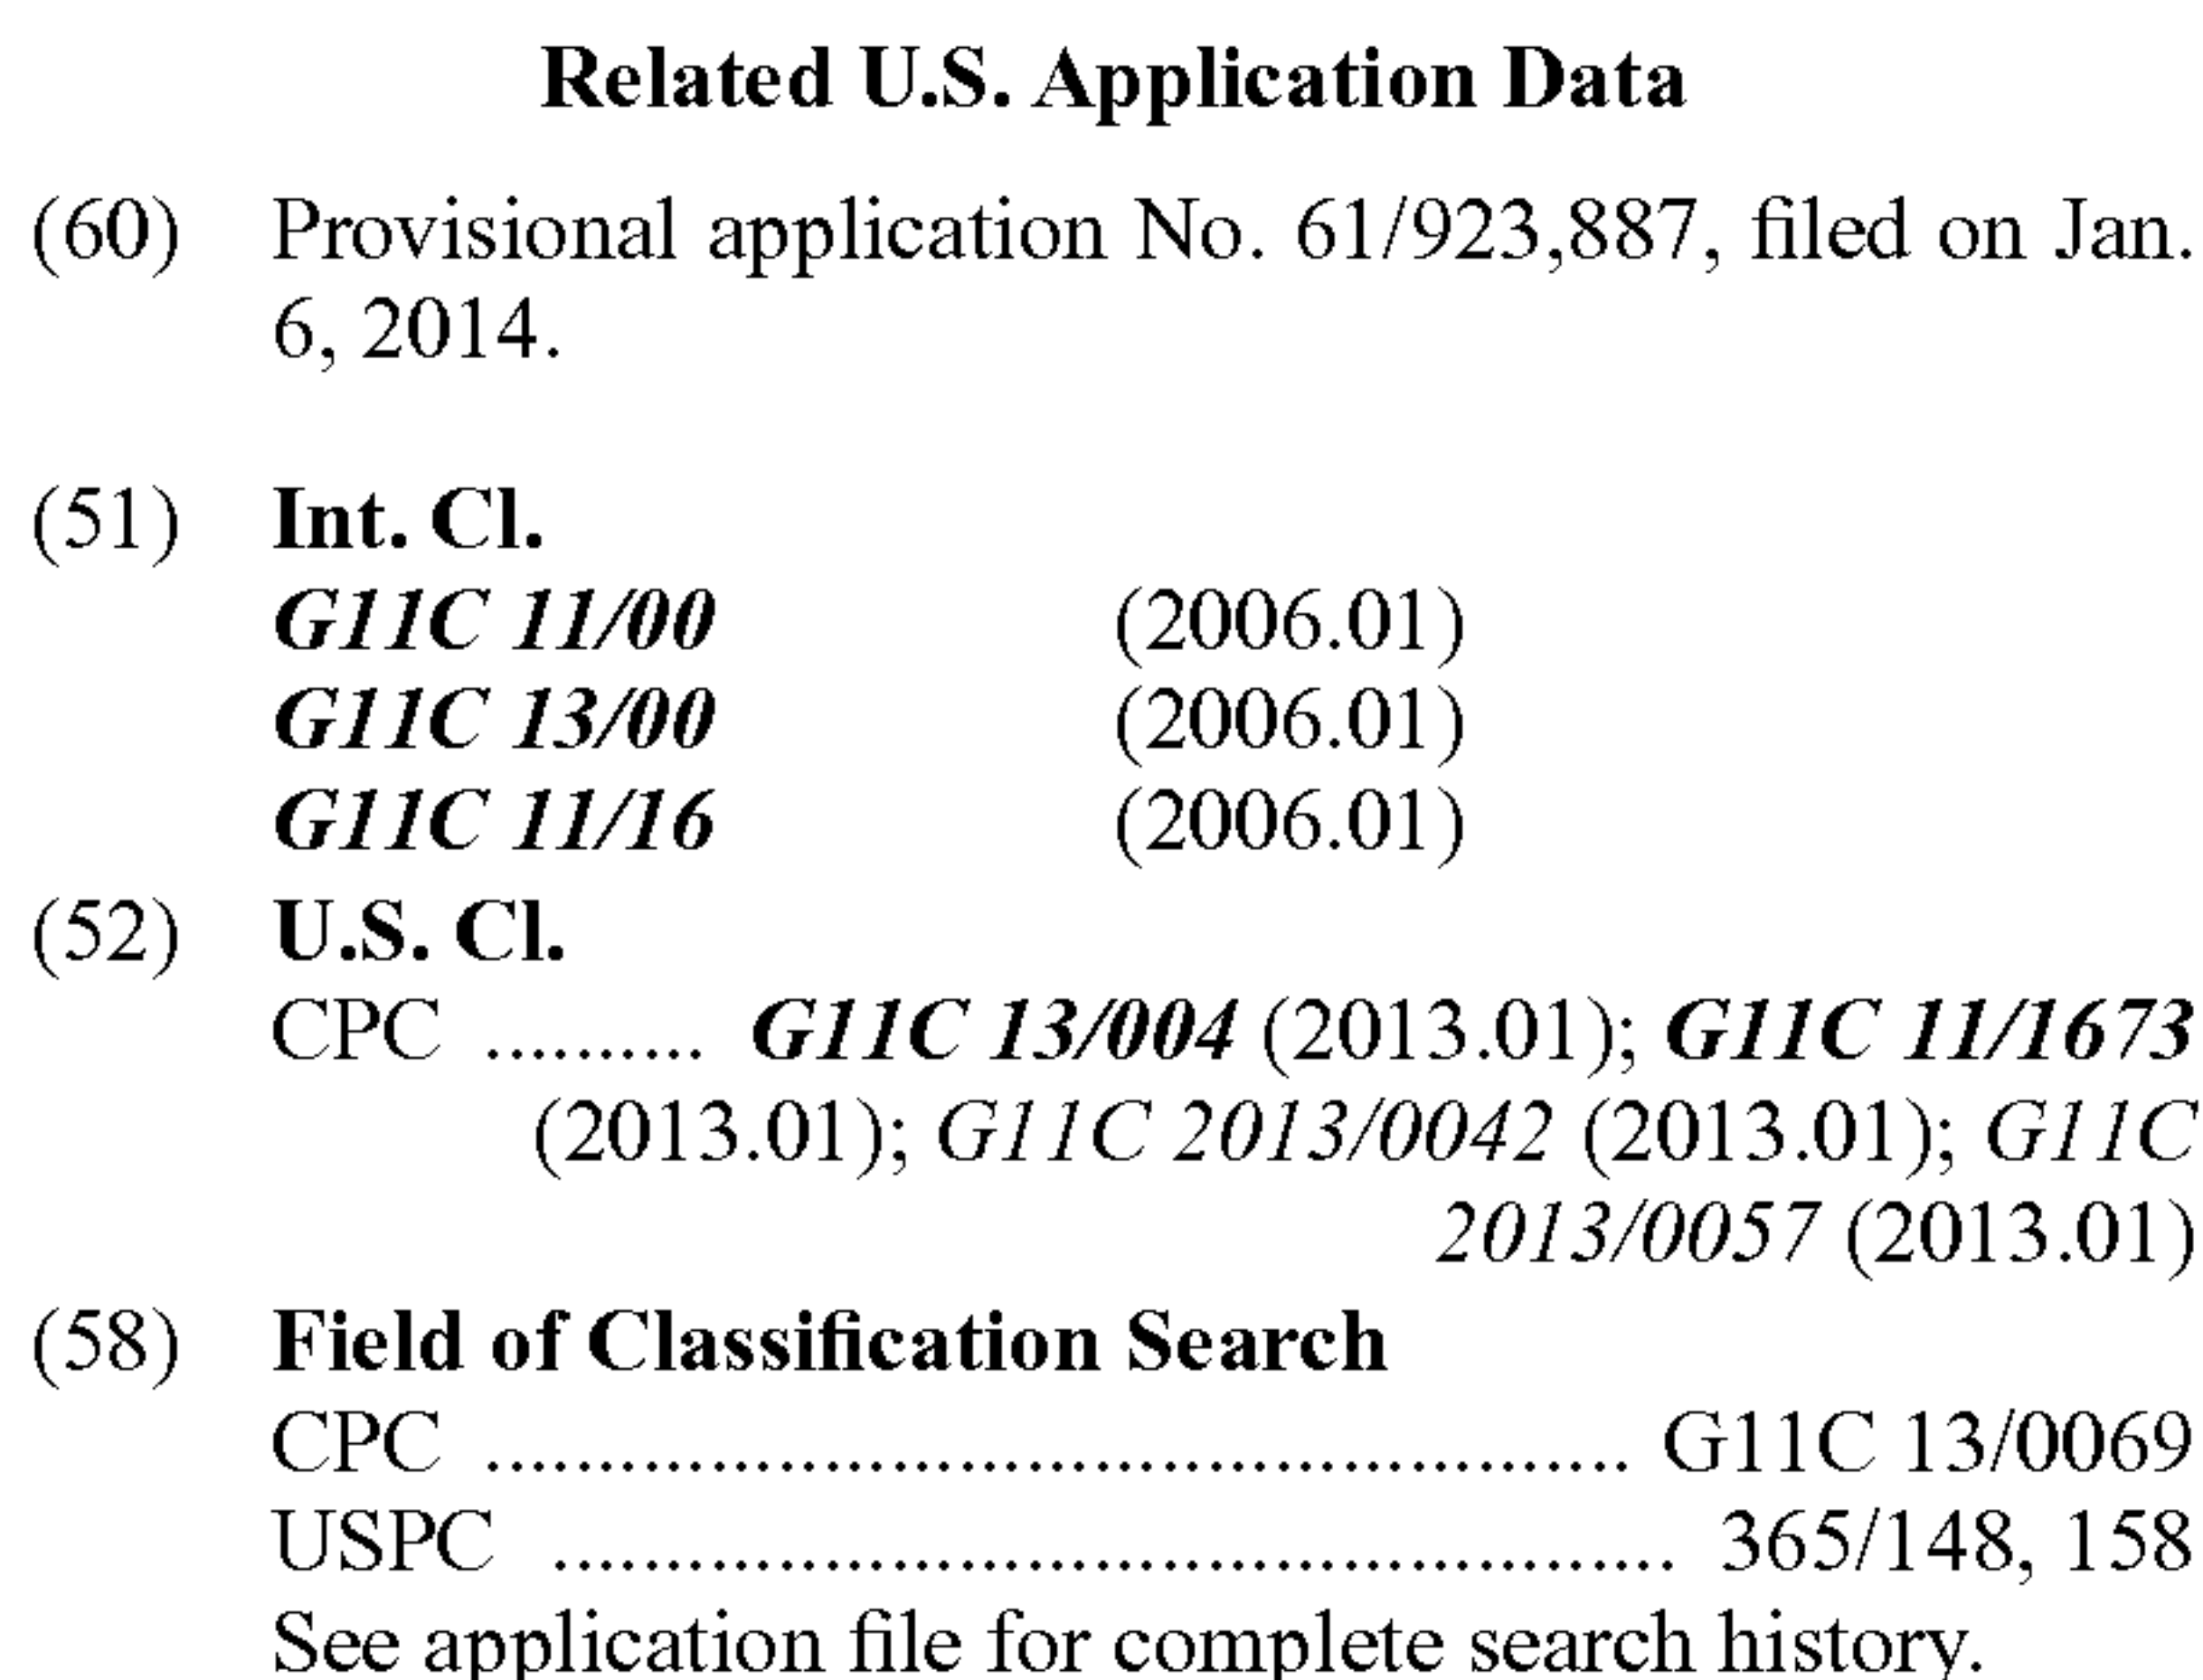 Related U.S. Application Data
(60) Provisional application No. 61/923,887, filed on Jan.
6, 2014.
(51) Int. Cl.
G11C 11/00 (2006.01)
G11C 13/00 (2006.01)
G11C 11/16 (2006.01)
(52) U.S. Cl.
CPC .......... G11C 13/004 (2013.01); G11C 11/1673
(2013.01); G11C 2013/0042 (2013.01); G11C
2013/0057 (2013.01)
(58) Field of Classification Search
CPC ................................................... G11C 13/0069
USPC .................................................. 365/148, 158
See application file for complete search history.